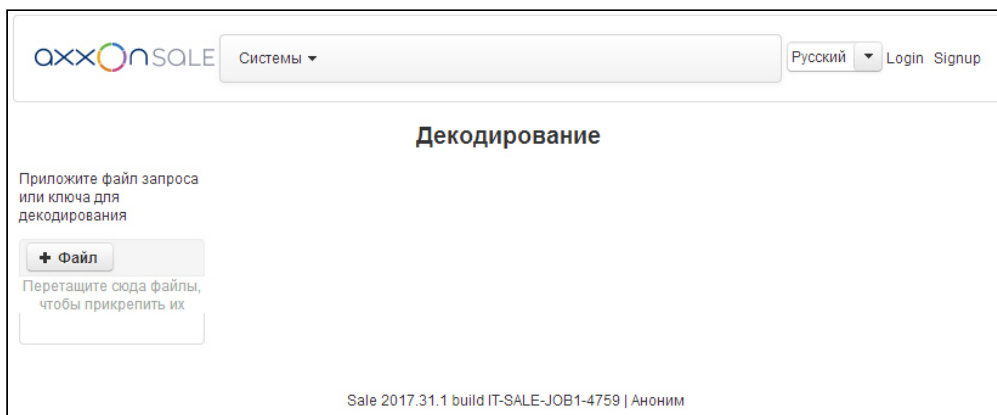 axxonsale Системы Русский Login Signup
Декодирование
Приложите файл запроса
или ключа для
декодирования
+ Файл
Перетащите сюда файлы,
чтобы прикрепить их
Sale 2017.31.1 build IT-SALE-JOB1-4759 | Аноним